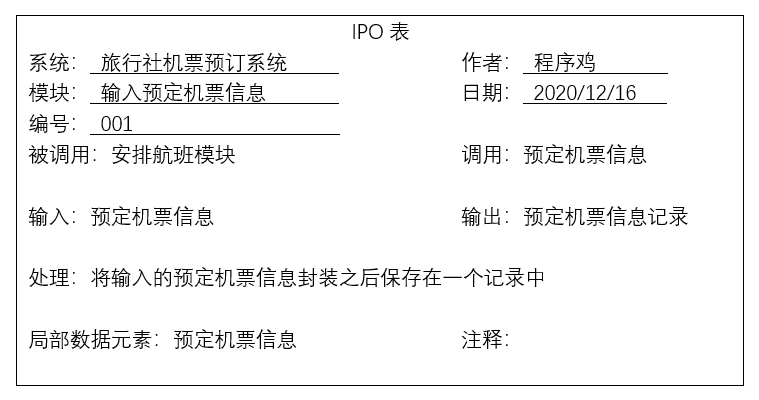 IPO 表
系统：旅行社机票预订系统 作者：程序鸡
模块：输入预定机票信息 日期：2020/12/16
编号：001
被调用：安排航班模块 调用：预定机票信息
输入：预定机票信息 输出：预定机票信息记录
处理：将输入的预定机票信息封装之后保存在一个记录中
局部数据元素：预定机票信息 注释：